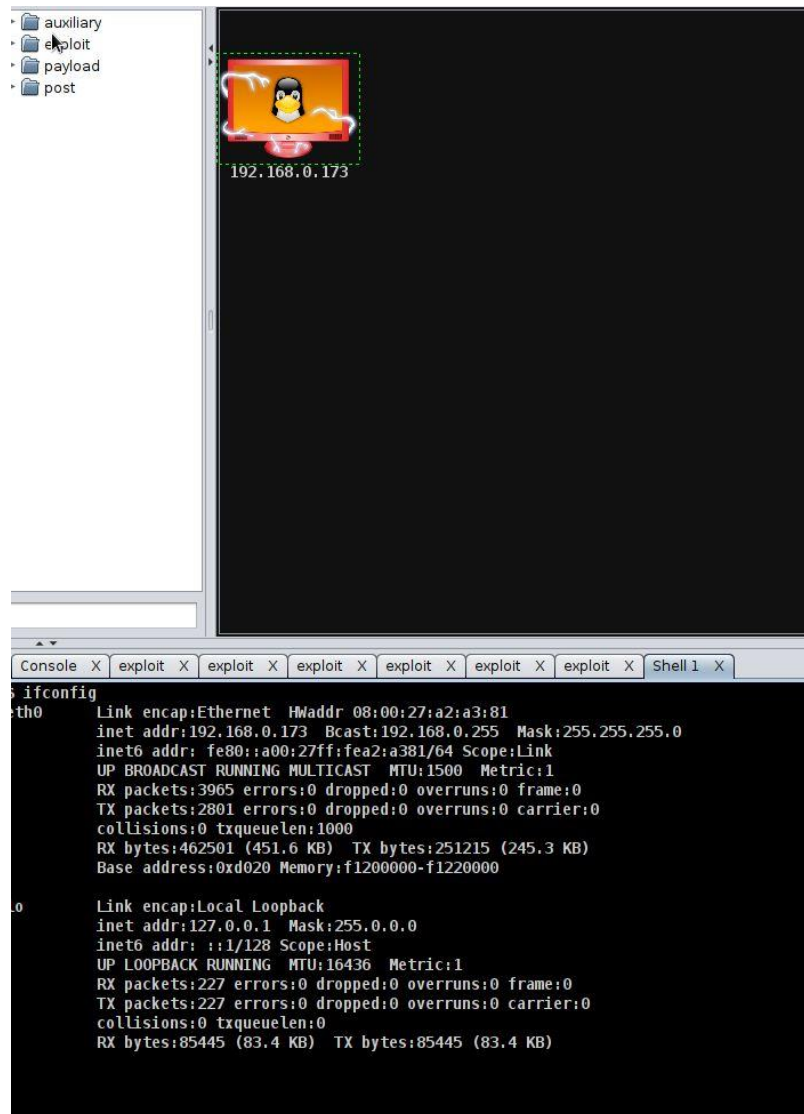 auxiliary
exploit
payload
post
192.168.0.173
Console X exploit X exploit X exploit X exploit X exploit X exploit X Shell 1 X
$ ifconfig
eth0 Link encap:Ethernet HWaddr 08:00:27:a2:a3:81
inet addr:192.168.0.173 Bcast:192.168.0.255 Mask:255.255.255.0
inet6 addr: fe80::a00:27ff:fea2:a381/64 Scope:Link
UP BROADCAST RUNNING MULTICAST MTU:1500 Metric:1
RX packets:3965 errors:0 dropped:0 overruns:0 frame:0
TX packets:2801 errors:0 dropped:0 overruns:0 carrier:0
collisions:0 txqueuelen:1000
RX bytes:462501 (451.6 KB) TX bytes:251215 (245.3 KB)
Base address:0xd020 Memory:f1200000-f1220000
lo Link encap:Local Loopback
inet addr:127.0.0.1 Mask:255.0.0.0
inet6 addr: ::1/128 Scope:Host
UP LOOPBACK RUNNING MTU:16436 Metric:1
RX packets:227 errors:0 dropped:0 overruns:0 frame:0
TX packets:227 errors:0 dropped:0 overruns:0 carrier:0
collisions:0 txqueuelen:0
RX bytes:85445 (83.4 KB) TX bytes:85445 (83.4 KB)